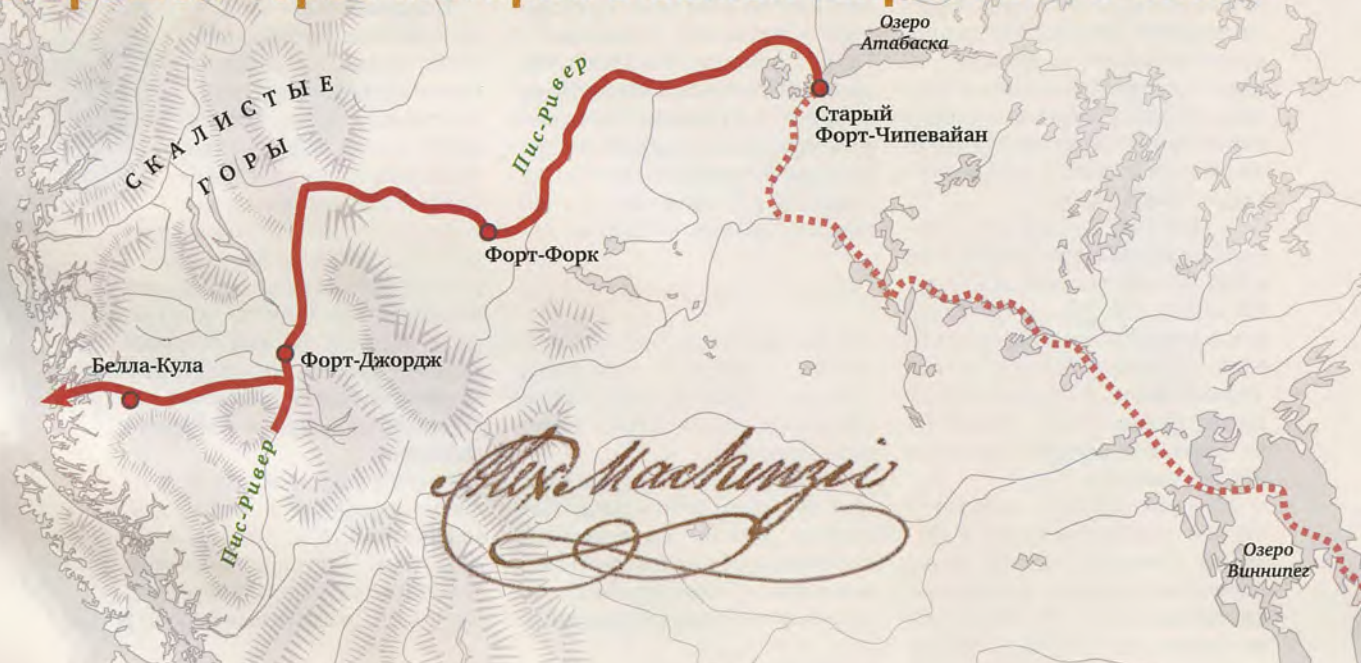 Озеро
Атабаска
СКАЛИСТЫЕ
ГОРЫ
Пис-Ривер
Старый
Форт-Чипевайан
Форт-Форк
Белла-Кула
Форт-Джордж
Пис-Ривер
Alex Mackenzie
Озеро
Виннипег